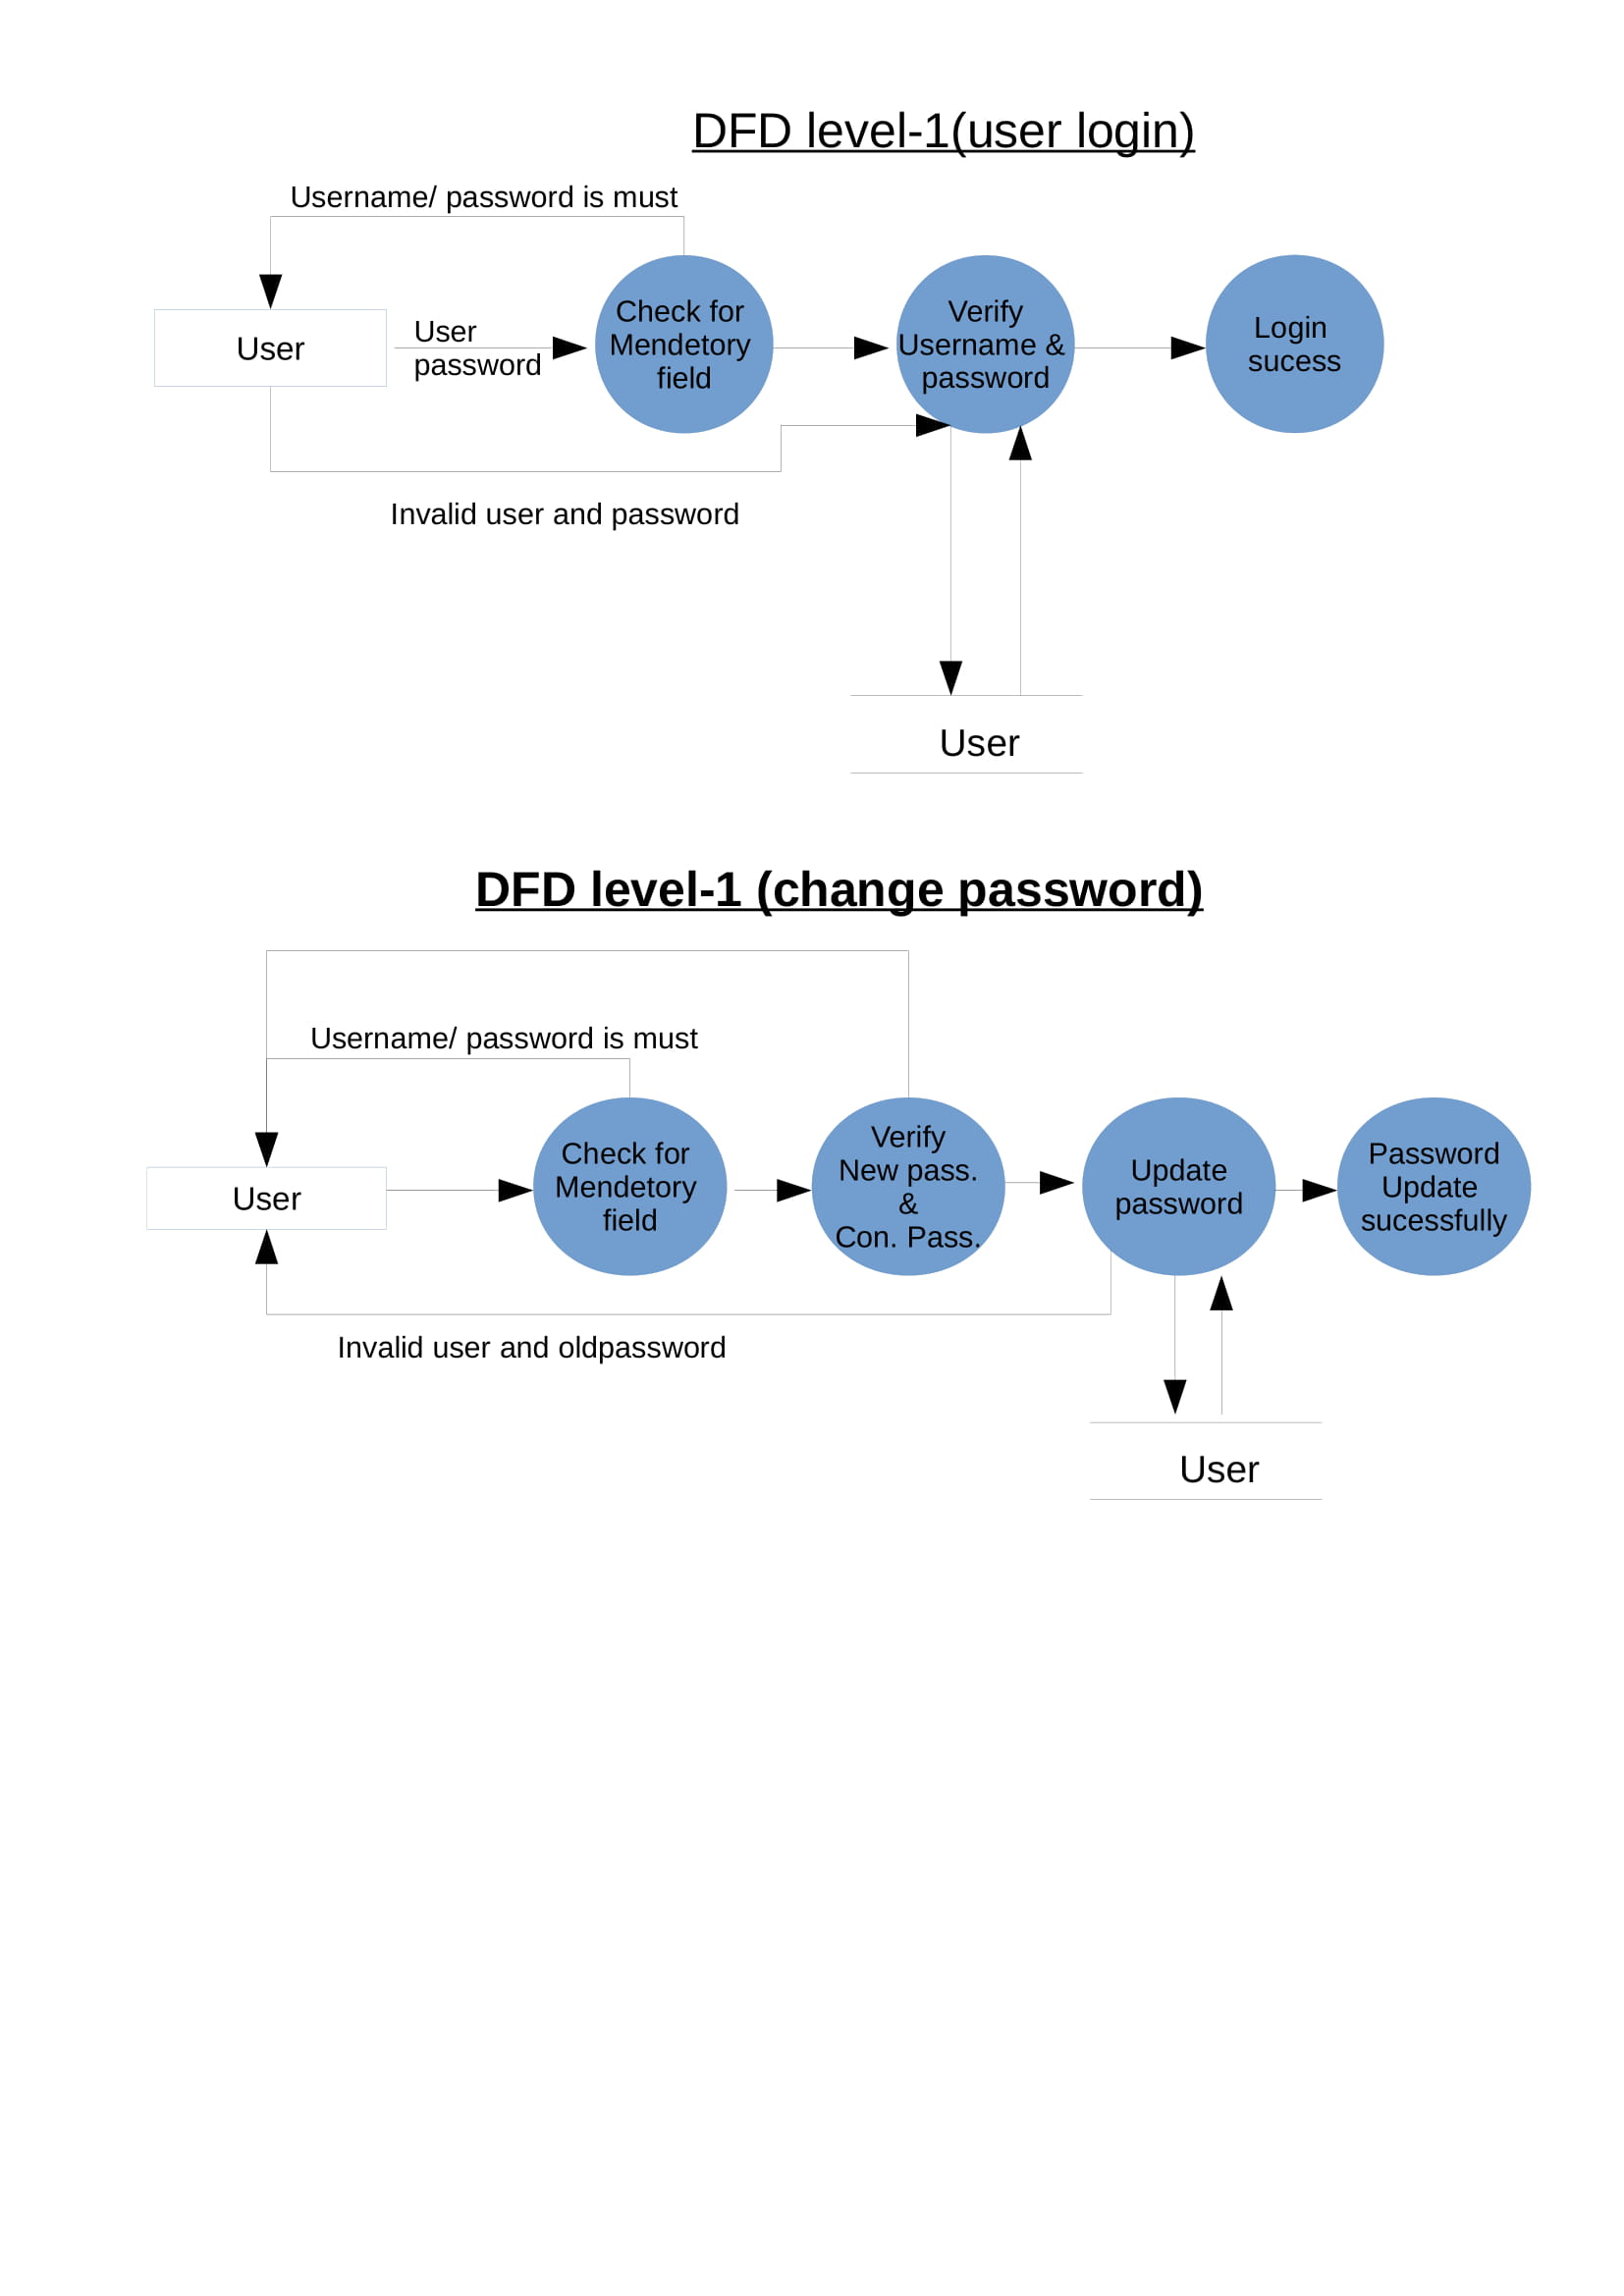 DFD level-1(user login)
Username/ password is must
User
User
password
Check for
Mendetory
field
Verify
Username &
password
Login
sucess
Invalid user and password
User
DFD level-1 (change password)
Username/ password is must
User
Check for
Mendetory
field
Verify
New pass.
&
Con. Pass.
Update
password
Password
Update
sucessfully
Invalid user and oldpassword
User